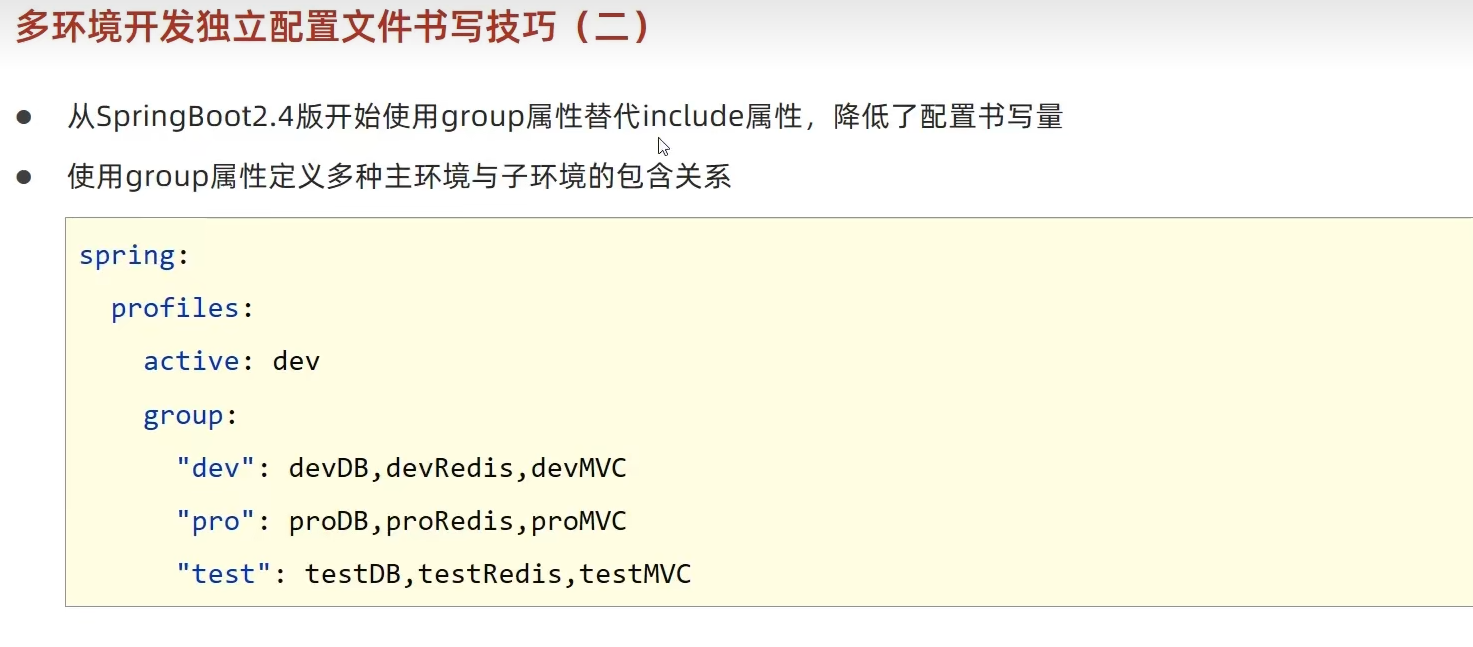 多环境开发独立配置文件书写技巧（二）
● 从SpringBoot2.4版开始使用group属性替代include属性，降低了配置书写量
● 使用group属性定义多种主环境与子环境的包含关系
spring:
  profiles:
    active: dev
    group:
      "dev": devDB,devRedis,devMVC
      "pro": proDB,proRedis,proMVC
      "test": testDB,testRedis,testMVC